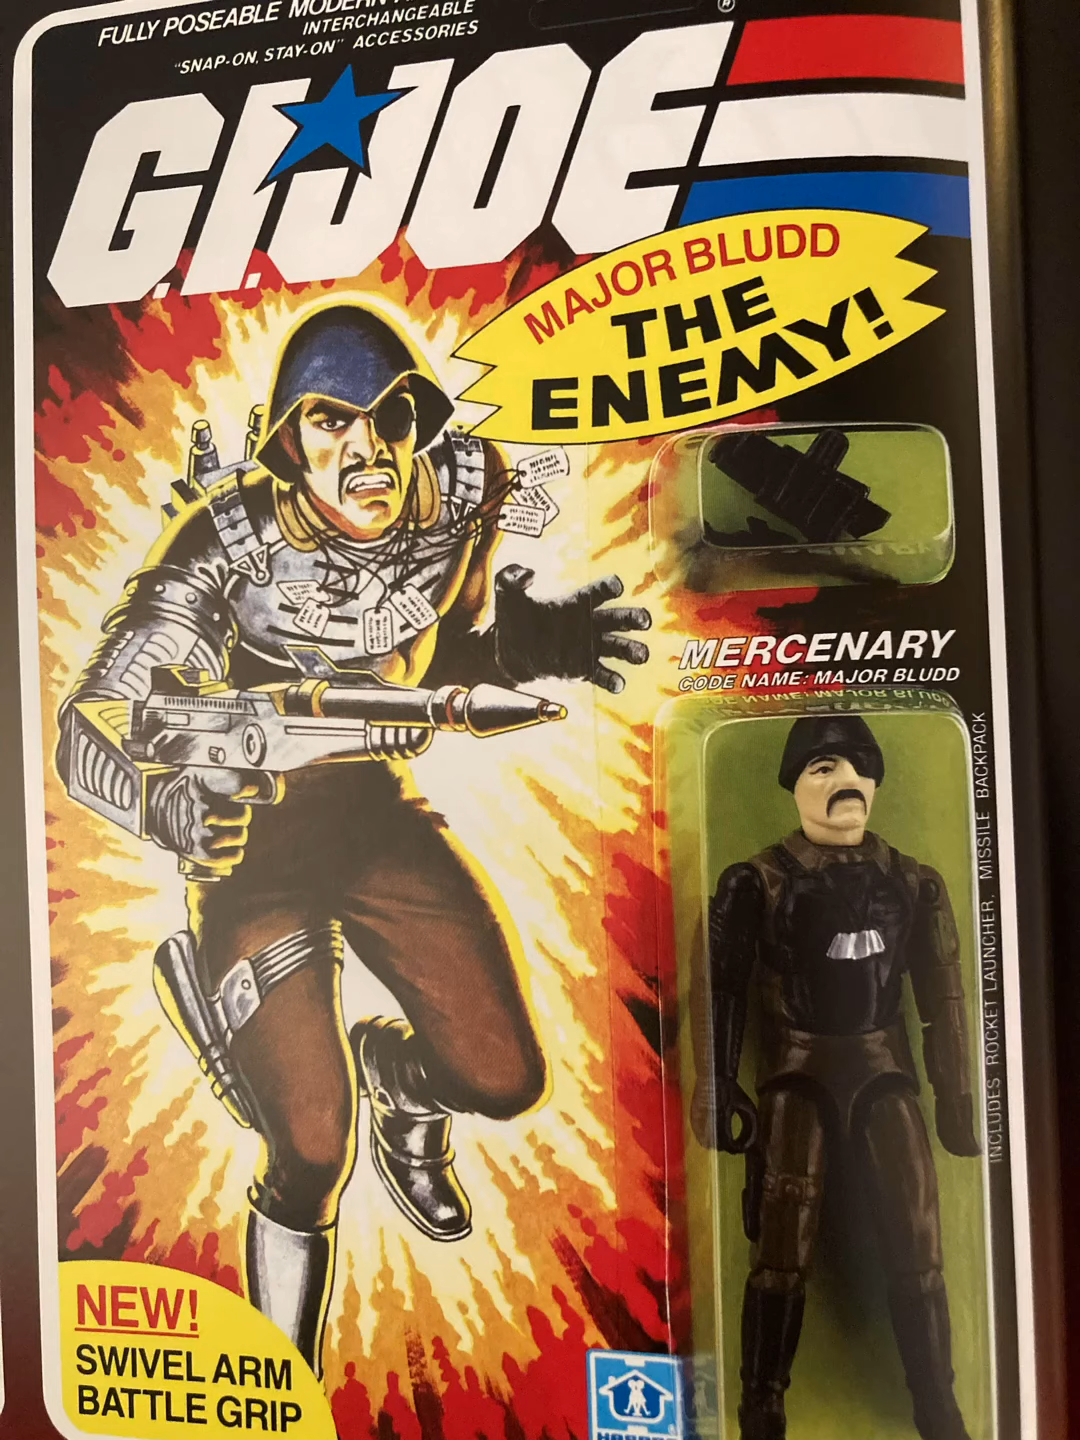 FULLY POSEABLE MODERN
INTERCHANGEABLE
"SNAP-ON, STAY-ON" ACCESSORIES
G.I.JOE
®
MAJOR BLUDD
THE
ENEMY!
MERCENARY
CODE NAME: MAJOR BLUDD
INCLUDES: ROCKET LAUNCHER, MISSILE BACKPACK
NEW!
SWIVEL ARM
BATTLE GRIP